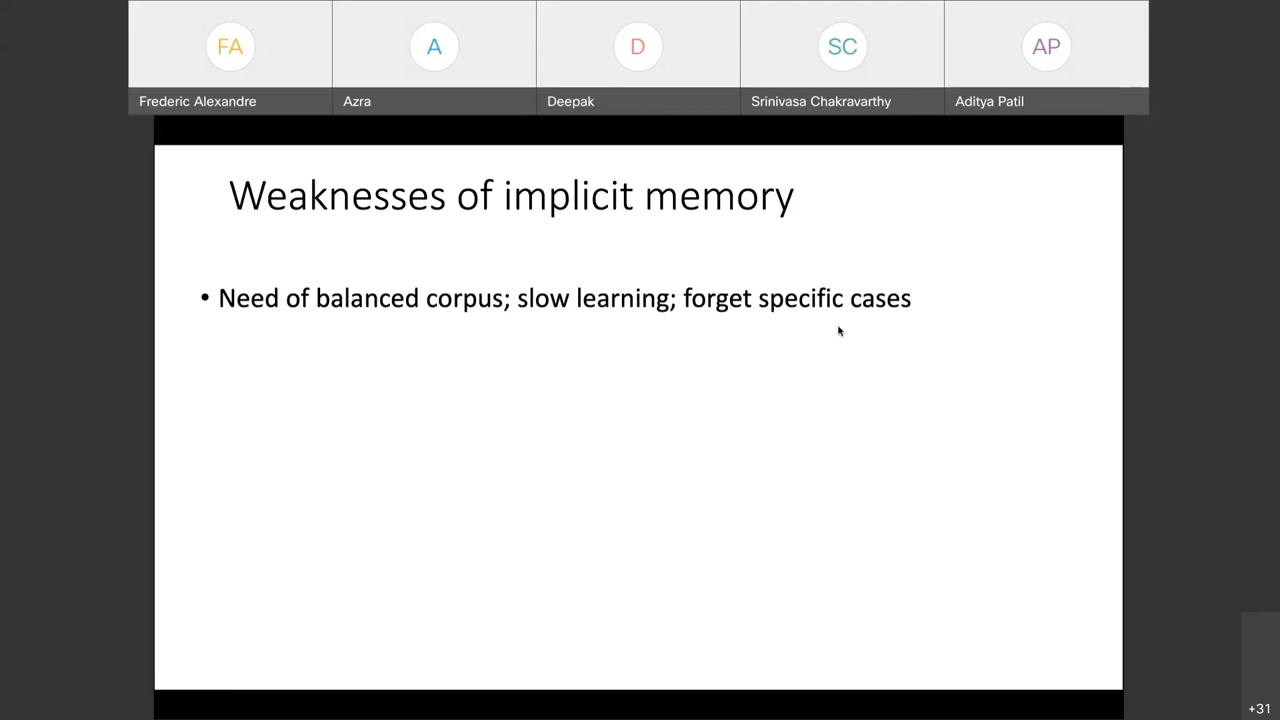 FA
A
D
SC
AP
Frederic Alexandre
Azra
Deepak
Srinivasa Chakravarthy
Aditya Patil
Weaknesses of implicit memory
• Need of balanced corpus; slow learning; forget specific cases
+31